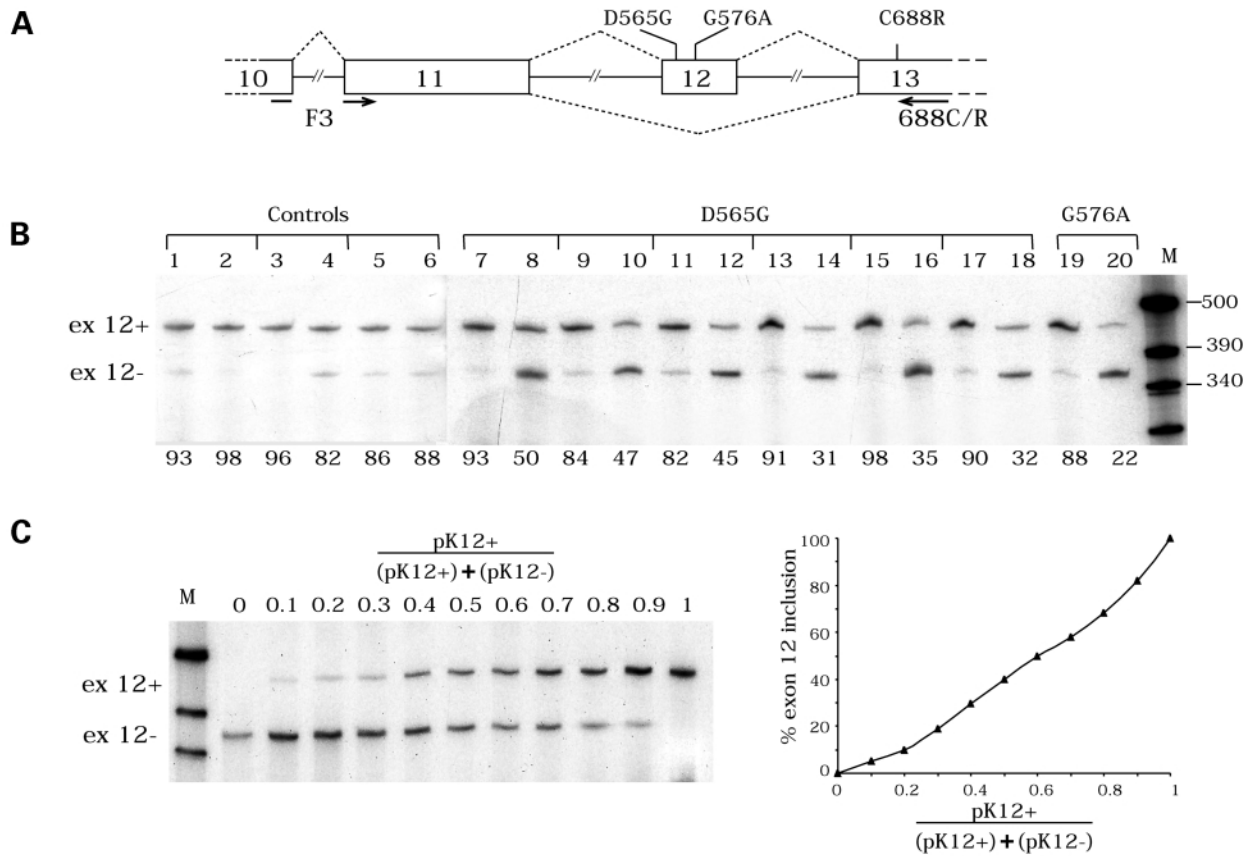 A
D565G G576A C688R
10 11 12 13
F3 688C/R
B
Controls D565G G576A
1 2 3 4 5 6 7 8 9 10 11 12 13 14 15 16 17 18 19 20 M
500
ex 12+
390
ex 12-
340
93 98 96 82 86 88 93 50 84 47 82 45 91 31 98 35 90 32 88 22
C
pK12+
(pK12+) + (pK12-)
M 0 0.1 0.2 0.3 0.4 0.5 0.6 0.7 0.8 0.9 1
ex 12+
ex 12-
% exon 12 inclusion
100
80
60
40
20
0
0 0.2 0.4 0.6 0.8 1
pK12+
(pK12+) + (pK12-)